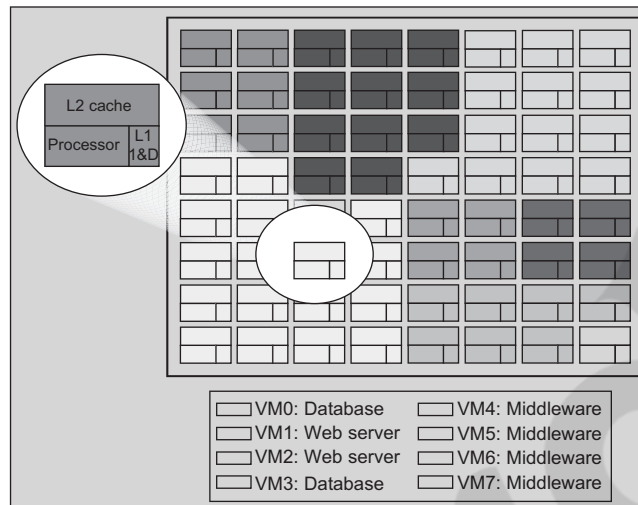 L2 cache
Processor
L1
1&D
VM0: Database
VM1: Web server
VM2: Web server
VM3: Database
VM4: Middleware
VM5: Middleware
VM6: Middleware
VM7: Middleware